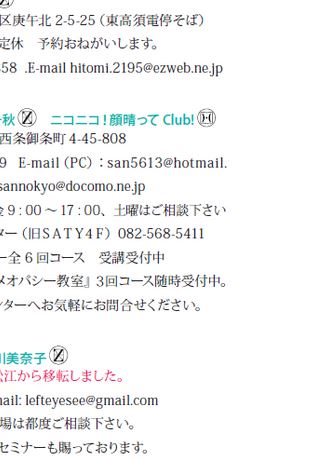 区庚午北 2-5-25（東高須電停そば）
定休　予約おねがいします。
58 .E-mail hitomi.2195@ezweb.ne.jp
秋 Ⓩ　ニコニコ！顔晴って Club! Ⓗ
西条御条町 4-45-808
9　E-mail（PC）：san5613@hotmail.
sannokyo@docomo.ne.jp
9：00 ～ 17：00、土曜はご相談下さい
ター（旧SATY4F）082-568-5411
ー全 6 回コース　受講受付中
メオパシー教室』3回コース随時受付中。
ンターへお気軽にお問合せください。
川美奈子 Ⓩ
松江から移転しました。
mail: lefteyesee@gmail.com
場は都度ご相談下さい。
セミナーも賜っております。